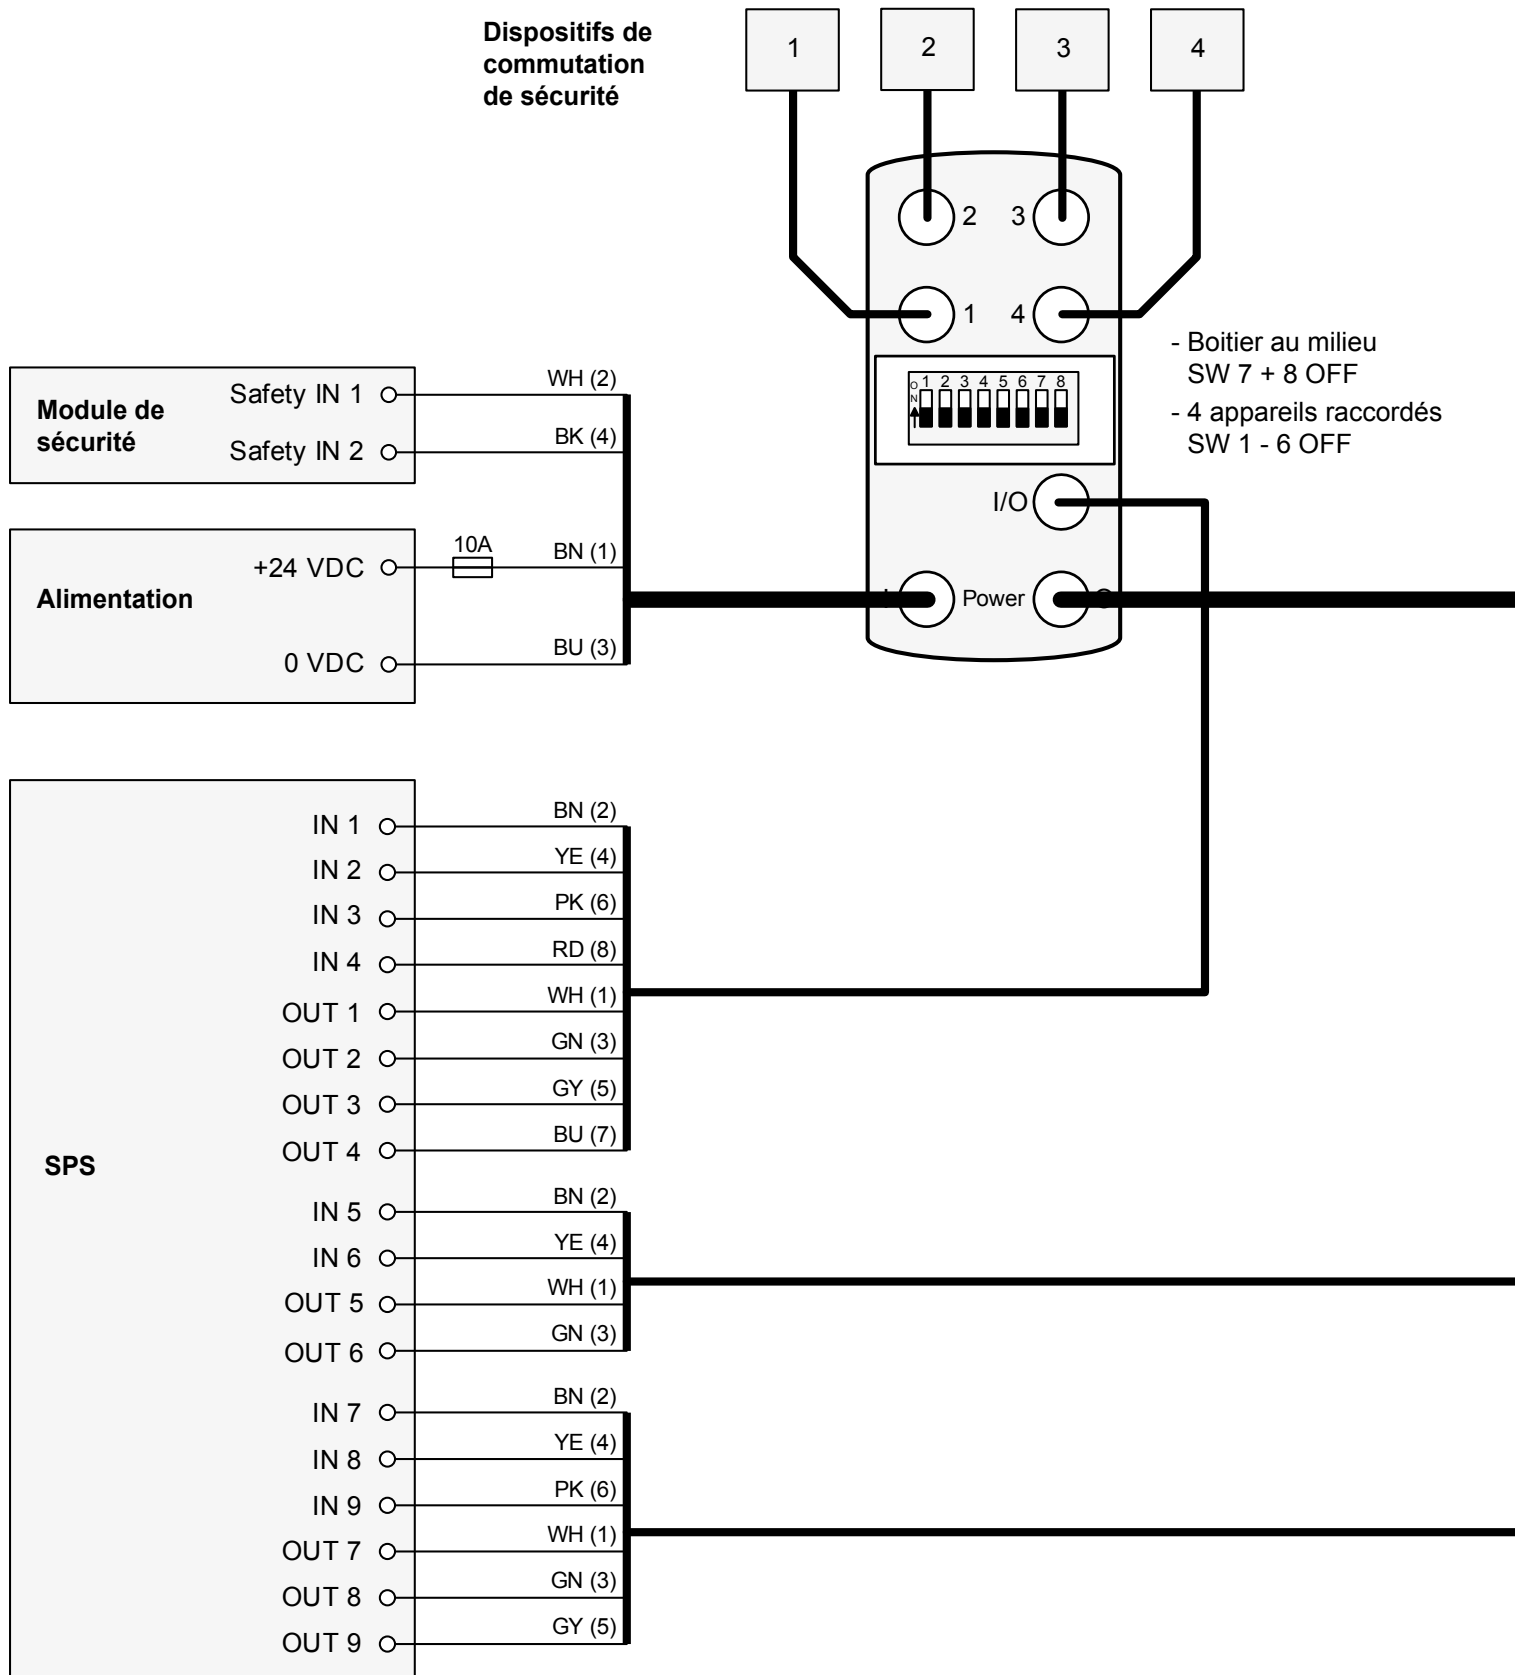 Dispositifs de
commutation
de sécurité
1
2
3
4
2
3
1
4
O
N
1 2 3 4 5 6 7 8
- Boitier au milieu
SW 7 + 8 OFF
- 4 appareils raccordés
SW 1 - 6 OFF
I/O
Power
Module de
sécurité
Safety IN 1
WH (2)
Safety IN 2
BK (4)
Alimentation
+24 VDC
10A
BN (1)
0 VDC
BU (3)
SPS
IN 1
BN (2)
IN 2
YE (4)
IN 3
PK (6)
IN 4
RD (8)
OUT 1
WH (1)
OUT 2
GN (3)
OUT 3
GY (5)
OUT 4
BU (7)
IN 5
BN (2)
IN 6
YE (4)
OUT 5
WH (1)
OUT 6
GN (3)
IN 7
BN (2)
IN 8
YE (4)
IN 9
PK (6)
OUT 7
WH (1)
OUT 8
GN (3)
OUT 9
GY (5)